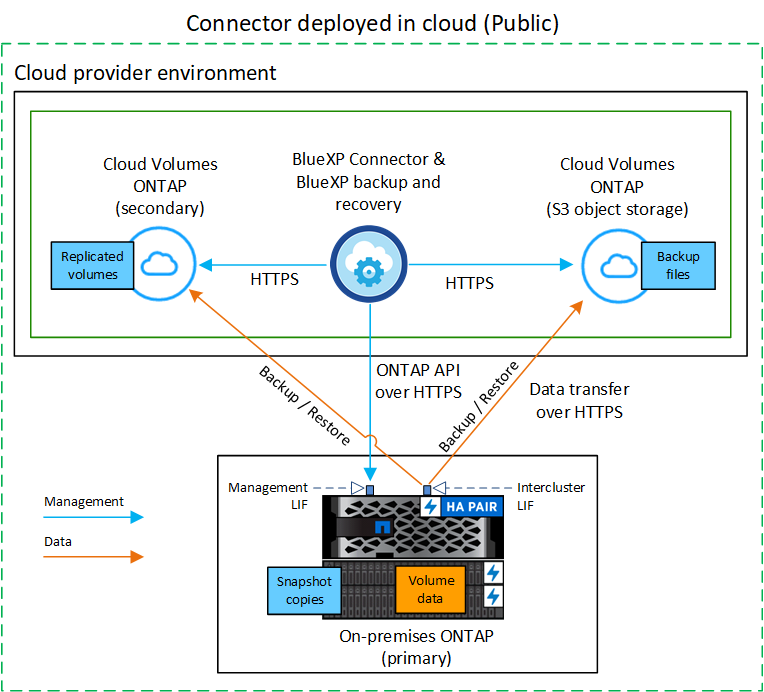 Connector deployed in cloud (Public)
Cloud provider environment
Cloud Volumes
ONTAP
(secondary)
BlueXP Connector &
BlueXP backup and
recovery
Cloud Volumes
ONTAP
(S3 object storage)
Replicated
volumes
HTTPS
HTTPS
Backup
files
Backup / Restore
ONTAP API
over HTTPS
Backup / Restore
Data transfer
over HTTPS
Management
LIF
Intercluster
LIF
HA PAIR
Management
Data
Snapshot
copies
Volume
data
On-premises ONTAP
(primary)